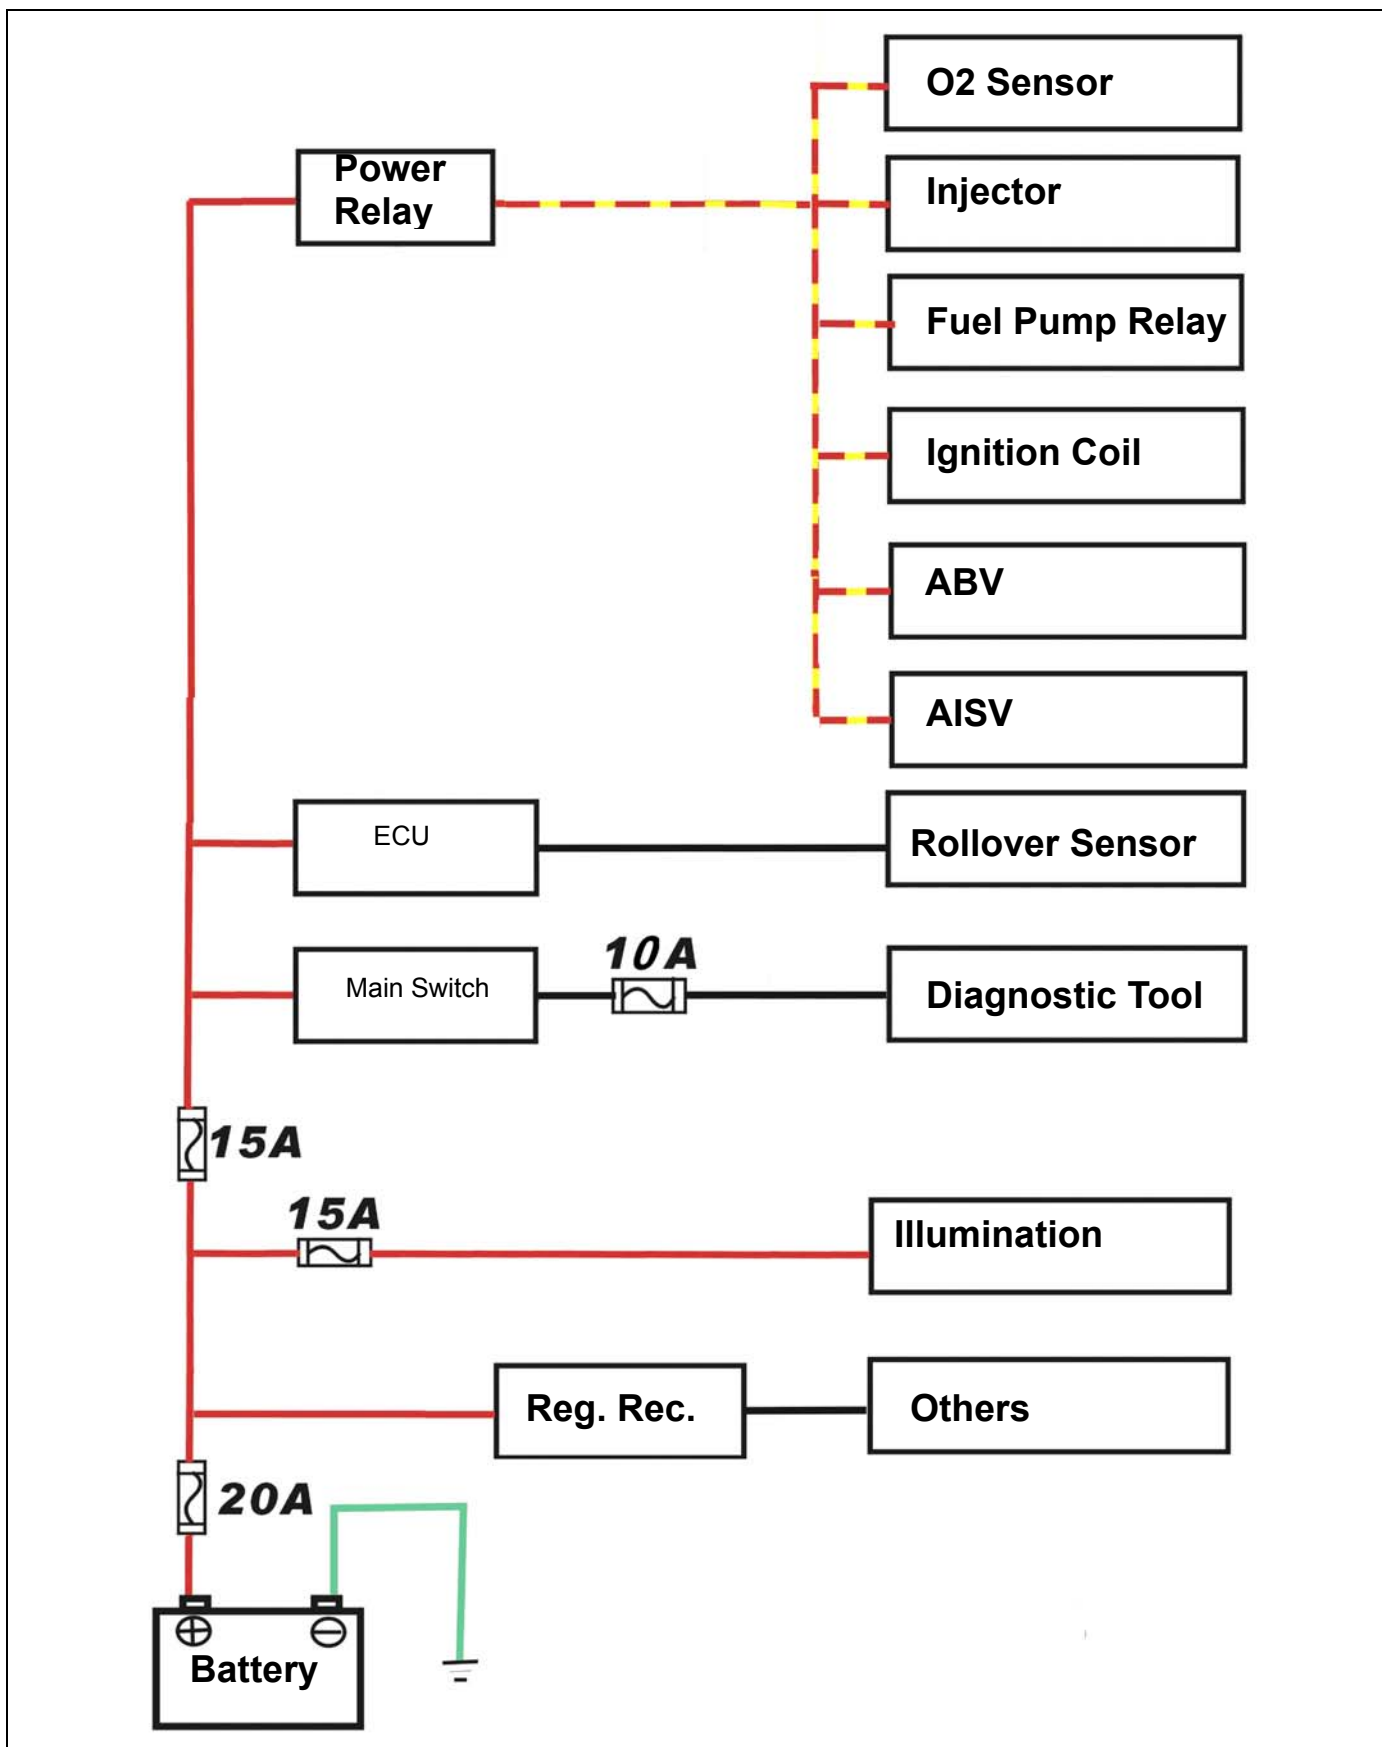 O2 Sensor
Power
Relay
Injector
Fuel Pump Relay
Ignition Coil
ABV
AISV
ECU
Rollover Sensor
10A
Main Switch
Diagnostic Tool
15A
15A
Illumination
Reg. Rec.
Others
20A
Battery